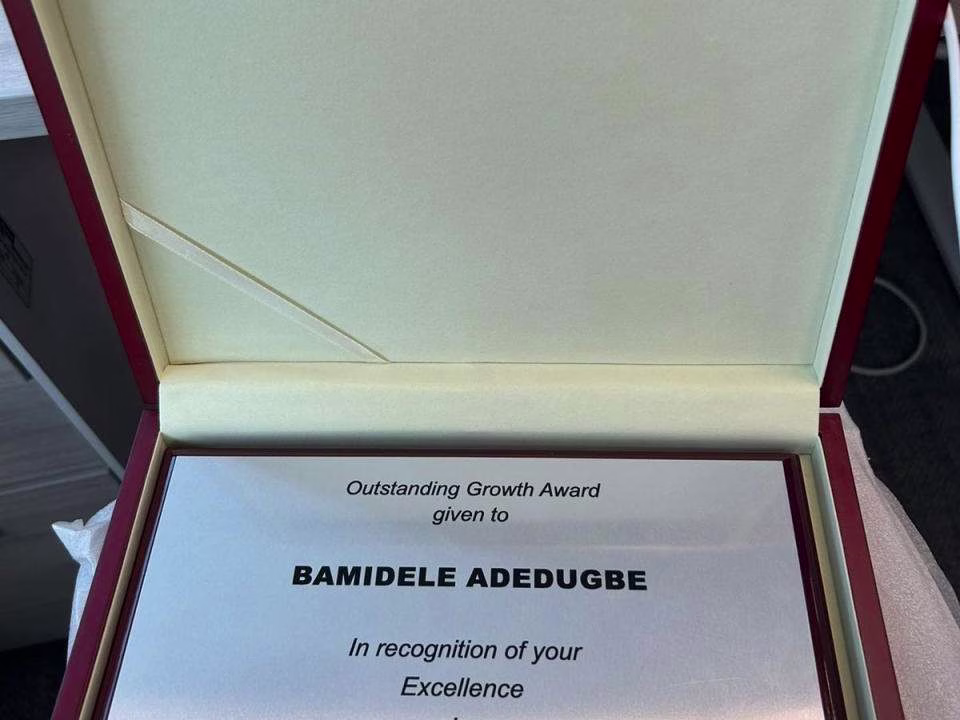 Outstanding Growth Award
given to
BAMIDELE ADEDUGBE
In recognition of your
Excellence